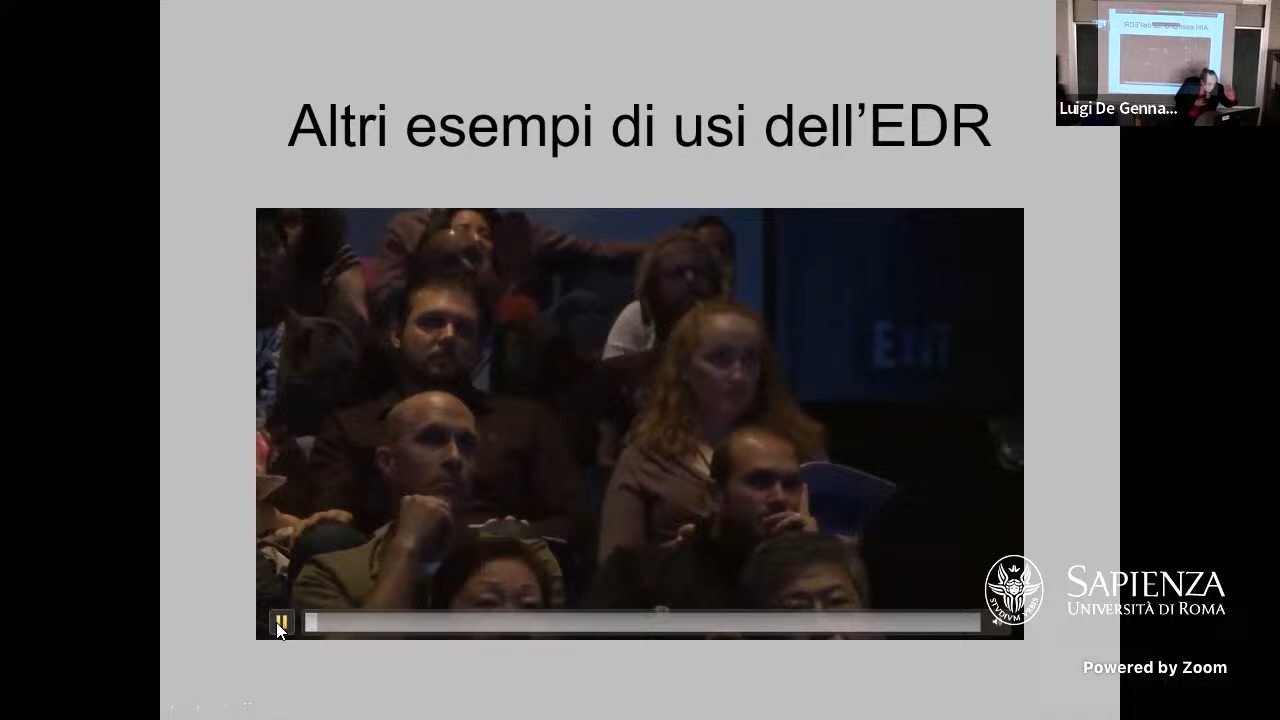 Altri esempi di usi dell’EDR
Luigi De Genna...
EXIT
SAPIENZA
UNIVERSITÀ DI ROMA
Powered by Zoom